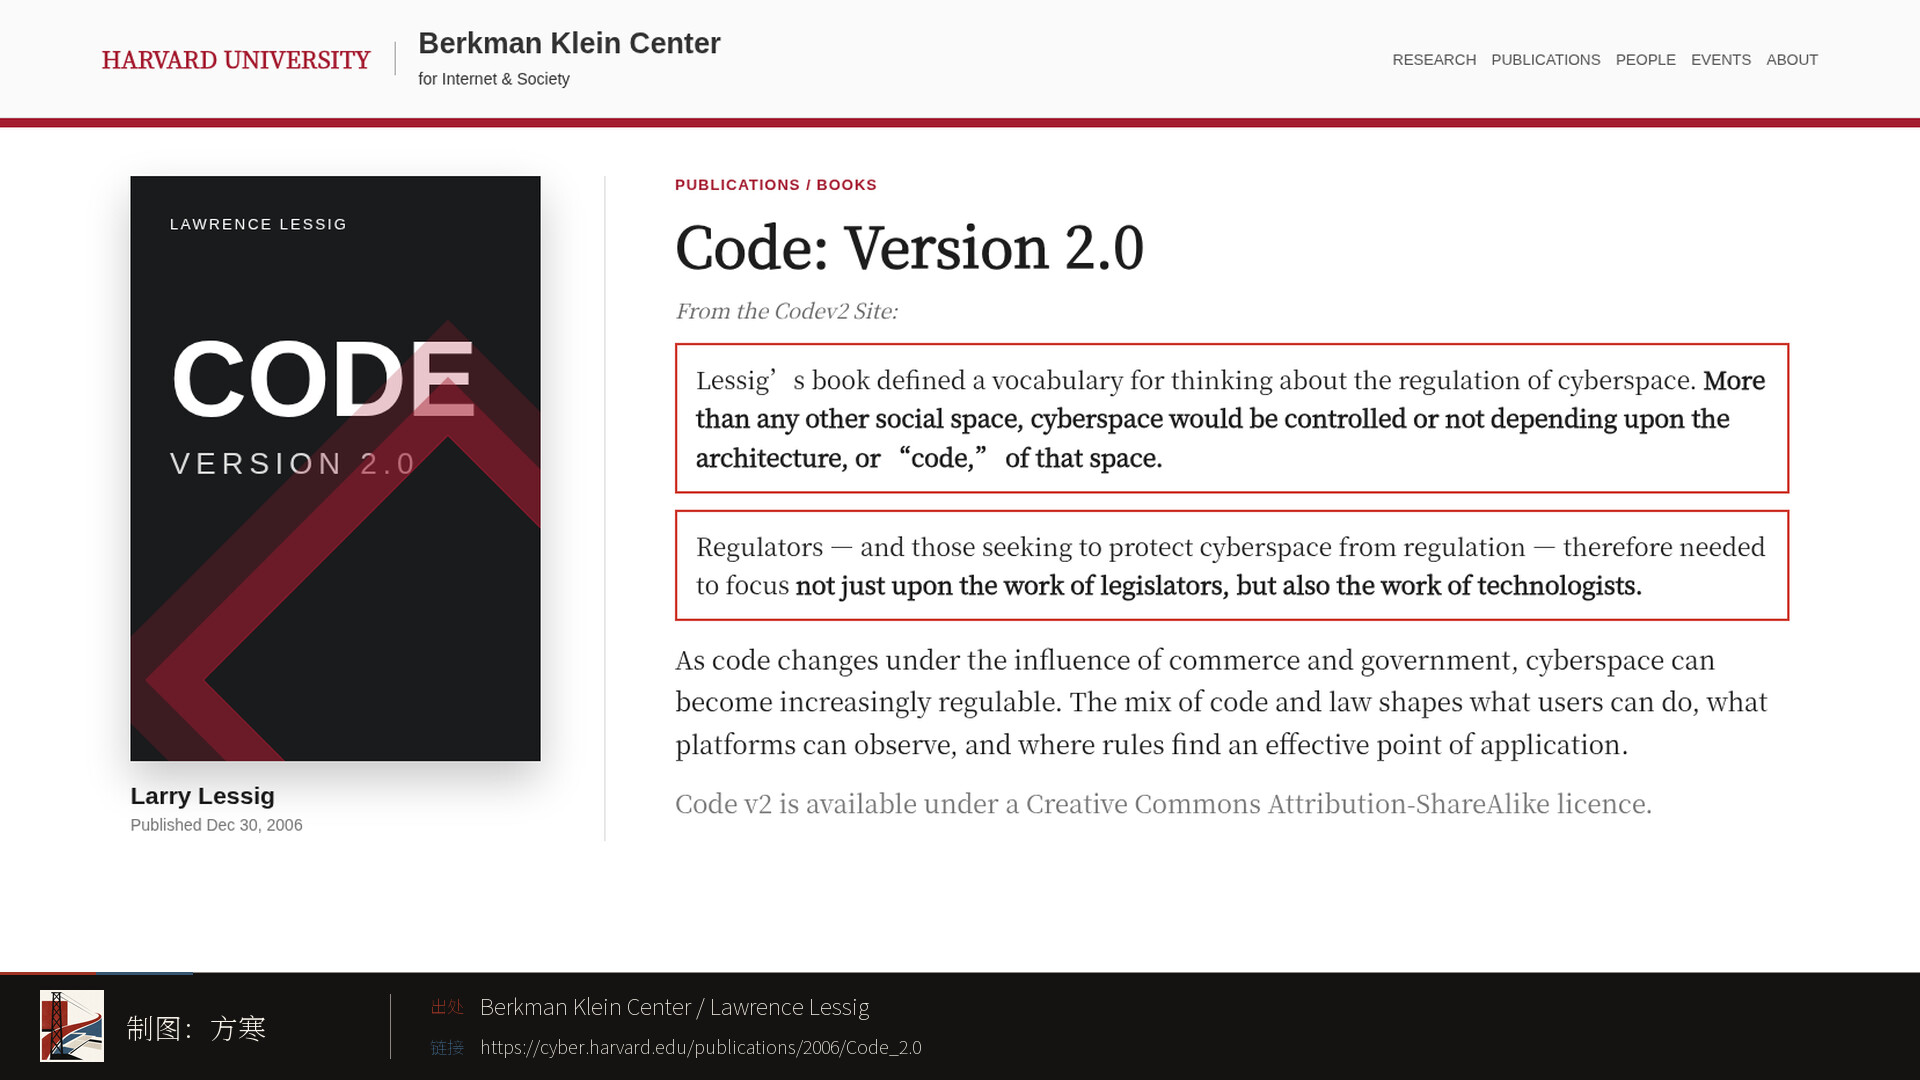 HARVARD UNIVERSITY
Berkman Klein Center
for Internet & Society
RESEARCH PUBLICATIONS PEOPLE EVENTS ABOUT
LAWRENCE LESSIG
CODE
VERSION 2.0
Larry Lessig
Published Dec 30, 2006
PUBLICATIONS / BOOKS
Code: Version 2.0
From the Codev2 Site:
Lessig’s book defined a vocabulary for thinking about the regulation of cyberspace. More
than any other social space, cyberspace would be controlled or not depending upon the
architecture, or “code,” of that space.
Regulators — and those seeking to protect cyberspace from regulation — therefore needed
to focus not just upon the work of legislators, but also the work of technologists.
As code changes under the influence of commerce and government, cyberspace can
become increasingly regulable. The mix of code and law shapes what users can do, what
platforms can observe, and where rules find an effective point of application.
Code v2 is available under a Creative Commons Attribution-ShareAlike licence.
制图：方寒
出处 Berkman Klein Center / Lawrence Lessig
链接 https://cyber.harvard.edu/publications/2006/Code_2.0